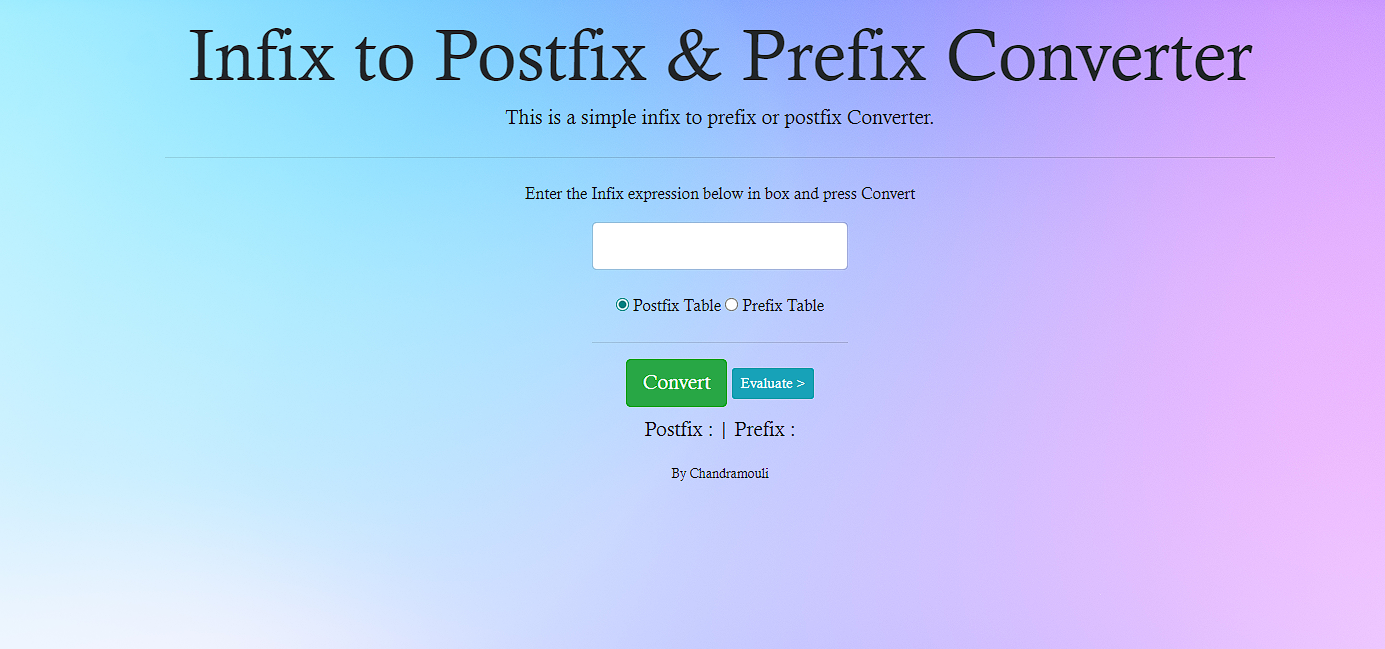 Infix to Postfix & Prefix Converter
This is a simple infix to prefix or postfix Converter.
Enter the Infix expression below in box and press Convert
Postfix Table Prefix Table
Convert Evaluate >
Postfix : | Prefix :
By Chandramouli